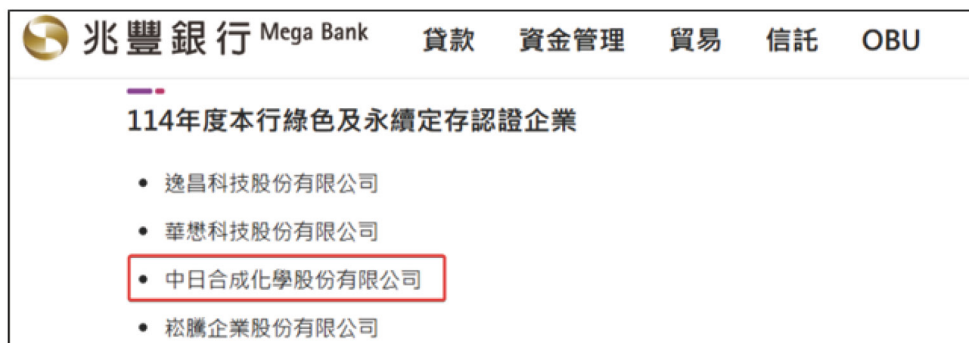 兆豐銀行 Mega Bank 貸款 資金管理 貿易 信託 OBU
114年度本行綠色及永續定存認證企業
• 逸昌科技股份有限公司
• 華懋科技股份有限公司
• 中日合成化學股份有限公司
• 崧騰企業股份有限公司